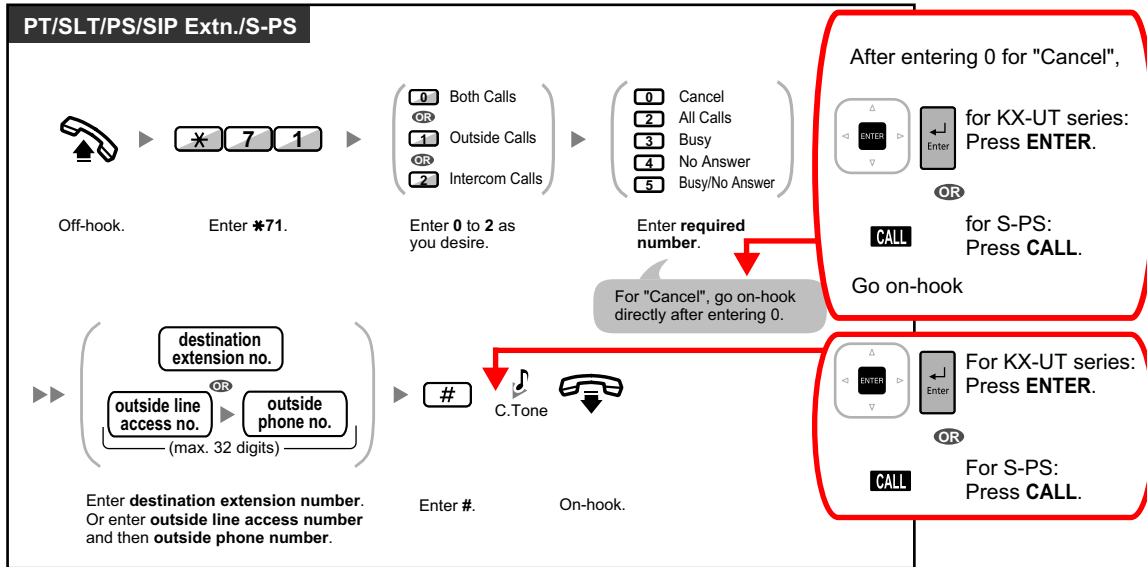 PT/SLT/PS/SIP Extn./S-PS
Off-hook.
✱ 7 1
Enter ✱71.
0 Both Calls
OR
1 Outside Calls
OR
2 Intercom Calls
Enter 0 to 2 as
you desire.
0 Cancel
2 All Calls
3 Busy
4 No Answer
5 Busy/No Answer
Enter required
number.
For "Cancel", go on-hook
directly after entering 0.
After entering 0 for "Cancel",
ENTER
Enter
for KX-UT series:
Press ENTER.
OR
CALL
for S-PS:
Press CALL.
Go on-hook
destination
extension no.
OR
outside line
access no.
outside
phone no.
(max. 32 digits)
Enter destination extension number.
Or enter outside line access number
and then outside phone number.
#
Enter #.
C.Tone
On-hook.
ENTER
Enter
For KX-UT series:
Press ENTER.
OR
CALL
For S-PS:
Press CALL.